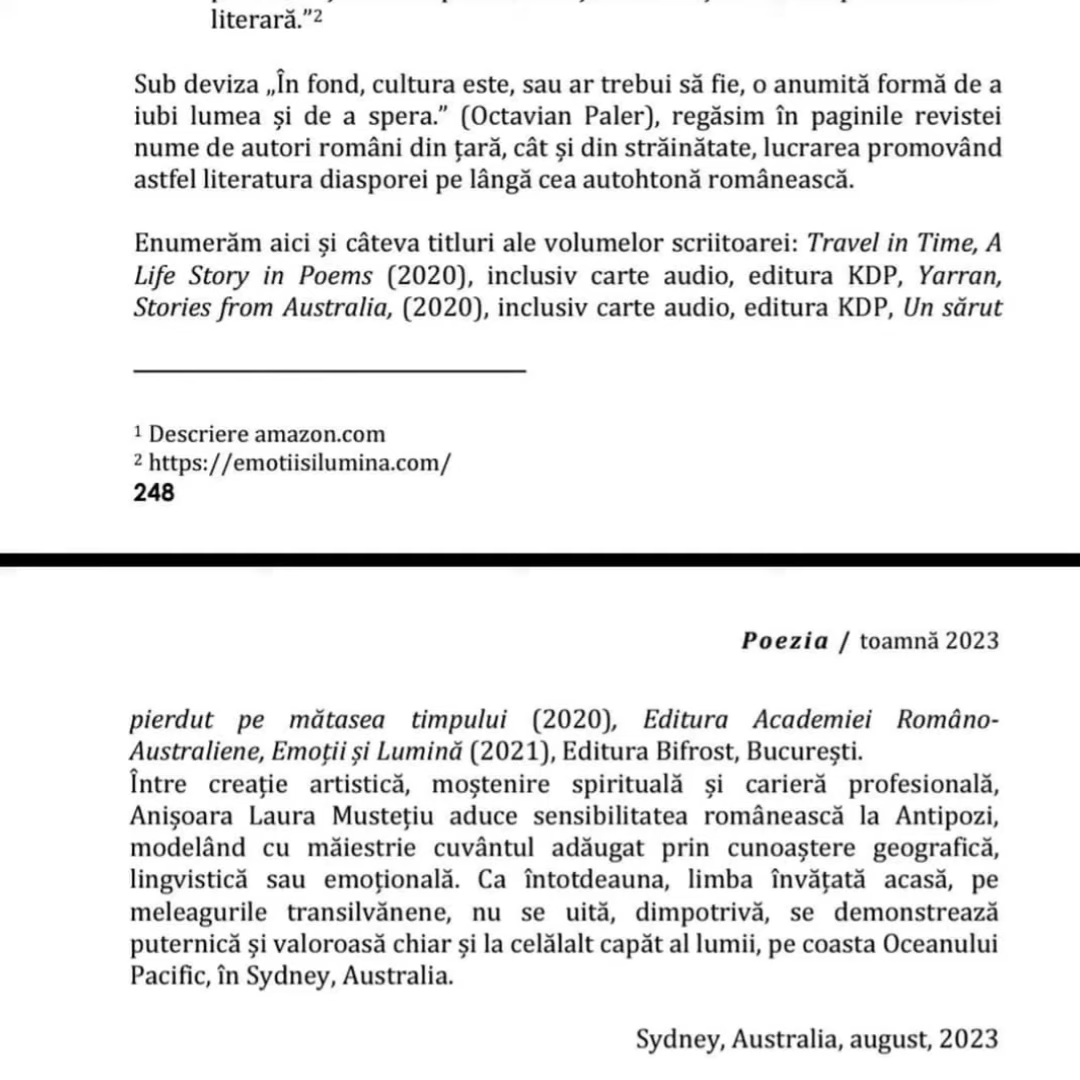 literară.”²
Sub deviza „În fond, cultura este, sau ar trebui să fie, o anumită formă de a
iubi lumea și de a spera.” (Octavian Paler), regăsim în paginile revistei
nume de autori români din țară, cât și din străinătate, lucrarea promovând
astfel literatura diasporei pe lângă cea autohtonă românească.
Enumerăm aici și câteva titluri ale volumelor scriitoarei: Travel in Time, A
Life Story in Poems (2020), inclusiv carte audio, editura KDP, Yarran,
Stories from Australia, (2020), inclusiv carte audio, editura KDP, Un sărut
¹ Descriere amazon.com
² https://emotiisilumina.com/
248
Poezia / toamnă 2023
pierdut pe mătasea timpului (2020), Editura Academiei Româno-
Australiene, Emoții și Lumină (2021), Editura Bifrost, București.
Între creație artistică, moștenire spirituală și carieră profesională,
Anișoara Laura Mustețiu aduce sensibilitatea românească la Antipozi,
modelând cu măiestrie cuvântul adăugat prin cunoaștere geografică,
lingvistică sau emoțională. Ca întotdeauna, limba învățată acasă, pe
meleagurile transilvănene, nu se uită, dimpotrivă, se demonstrează
puternică și valoroasă chiar și la celălalt capăt al lumii, pe coasta Oceanului
Pacific, în Sydney, Australia.
Sydney, Australia, august, 2023